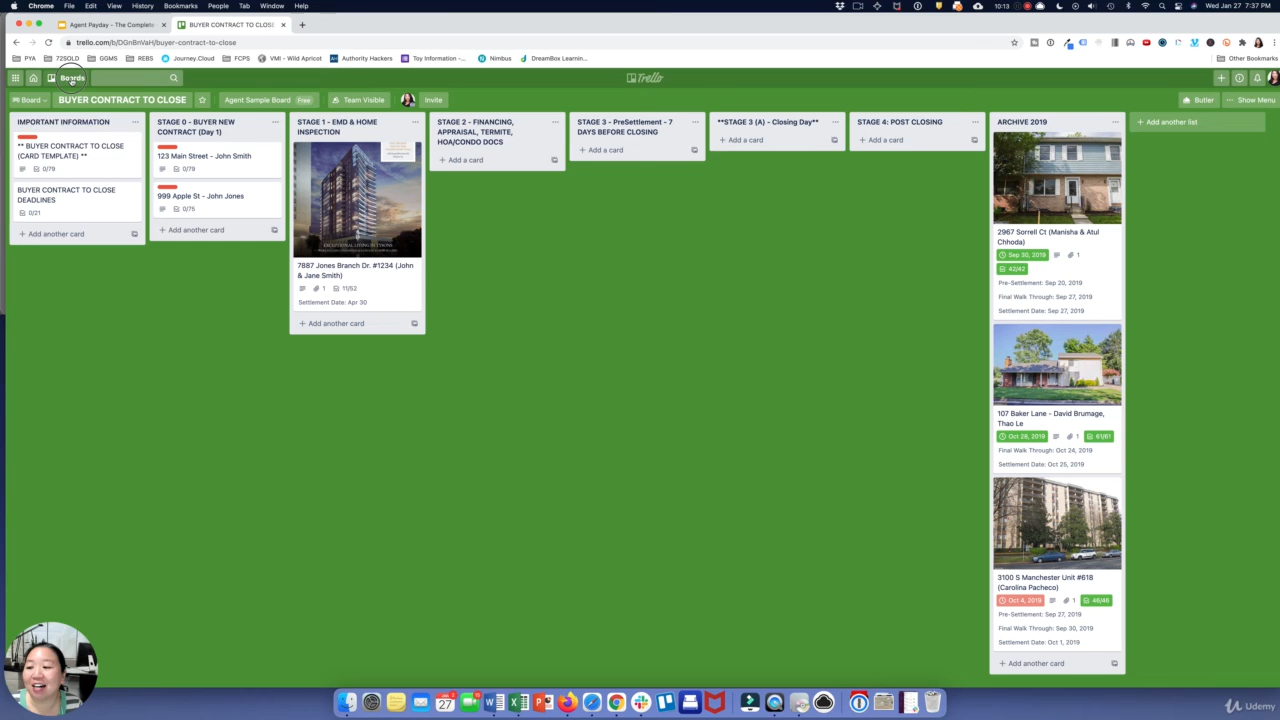 Chrome File Edit View History Bookmarks People Tab Window Help
10:13
Wed Jan 27 7:37 PM
Agent Payday - The Complete
BUYER CONTRACT TO CLOSE
trello.com/b/DGnBnVaH/buyer-contract-to-close
PYA 72SOLD GGMS REBS Journey.Cloud FCPS VMI - Wild Apricot Authority Hackers Toy Information -... Nimbus DreamBox Learning... Other Bookmarks
Boards
Trello
Board BUYER CONTRACT TO CLOSE Agent Sample Board Free Team Visible Invite Butler Show Menu
IMPORTANT INFORMATION
** BUYER CONTRACT TO CLOSE
(CARD TEMPLATE) **
0/79
BUYER CONTRACT TO CLOSE
DEADLINES
0/21
+ Add another card
STAGE 0 - BUYER NEW
CONTRACT (Day 1)
123 Main Street - John Smith
0/79
999 Apple St - John Jones
0/75
+ Add another card
STAGE 1 - EMD & HOME
INSPECTION
EXCEPTIONAL LIVING BY TYSONS
7887 Jones Branch Dr. #1234 (John
& Jane Smith)
1 11/52
Settlement Date: Apr 30
+ Add another card
STAGE 2 - FINANCING,
APPRAISAL, TERMITE,
HOA/CONDO DOCS
+ Add a card
STAGE 3 - PreSettlement - 7
DAYS BEFORE CLOSING
+ Add a card
**STAGE 3 (A) - Closing Day**
+ Add a card
STAGE 4: POST CLOSING
+ Add a card
ARCHIVE 2019
2967 Sorrell Ct (Manisha & Atul
Chhoda)
Sep 30, 2019 1
42/42
Pre-Settlement: Sep 20, 2019
Final Walk Through: Sep 27, 2019
Settlement Date: Sep 27, 2019
107 Baker Lane - David Brumage,
Thao Le
Oct 28, 2019 1 61/61
Final Walk Through: Oct 24, 2019
Settlement Date: Oct 25, 2019
3100 S Manchester Unit #618
(Carolina Pacheco)
Oct 4, 2019 1 46/46
Pre-Settlement: Sep 27, 2019
Final Walk Through: Sep 30, 2019
Settlement Date: Oct 1, 2019
+ Add another card
+ Add another list
27
Udemy